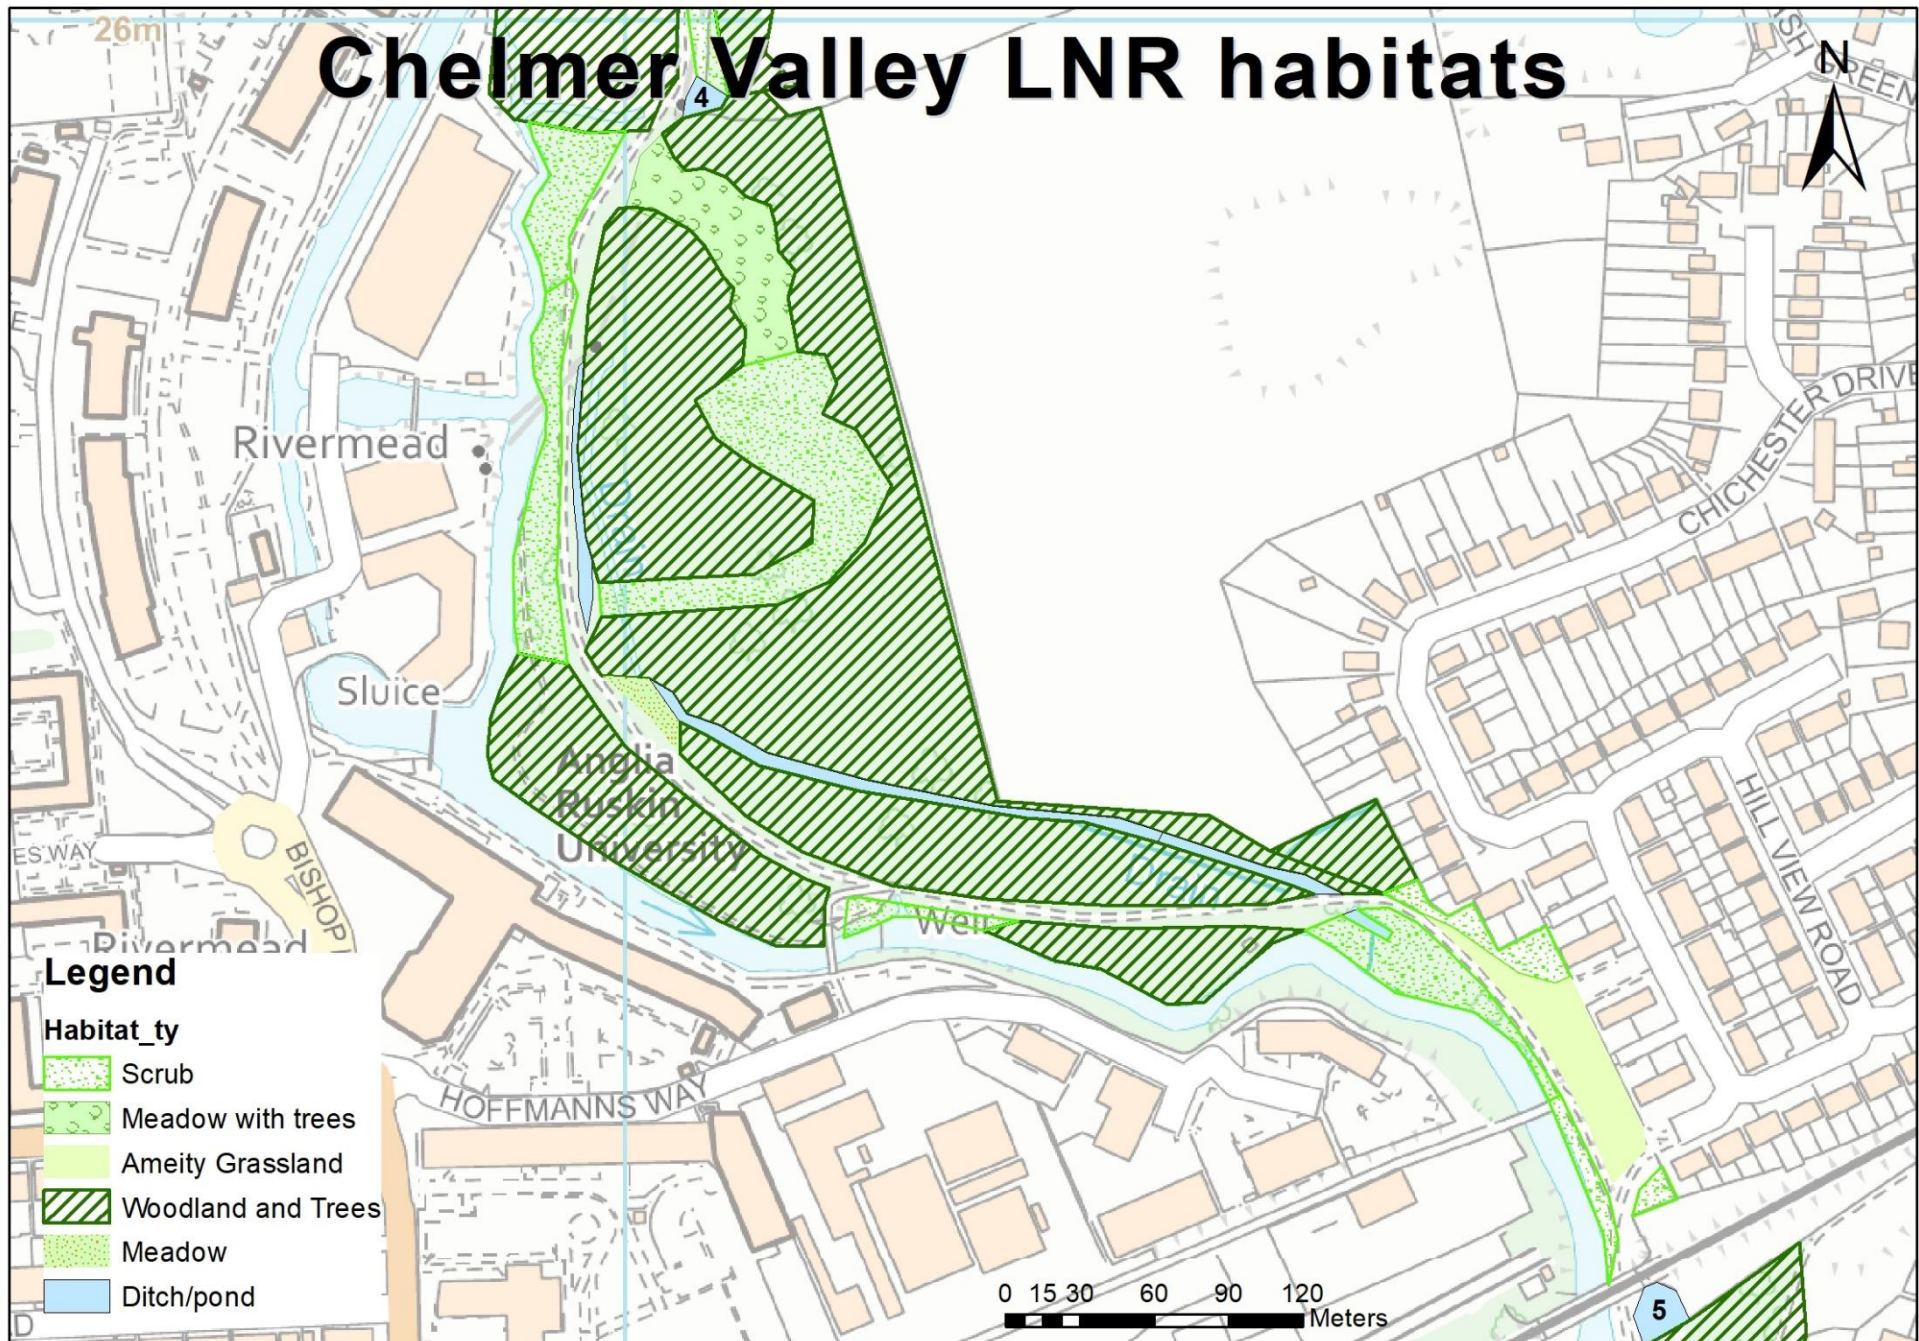 26m
Chelmer Valley LNR habitats
N
4
CHICHESTER DRIVE
Rivermead
Drain
Sluice
Anglia
Ruskin
University
HILL VIEW ROAD
ES WAY
BISHOP
Drain
Weir
Rivermead
HOFFMANNS WAY
Legend
Habitat_ty
Scrub
Meadow with trees
Ameity Grassland
Woodland and Trees
Meadow
Ditch/pond
0 15 30 60 90 120
Meters
5
D